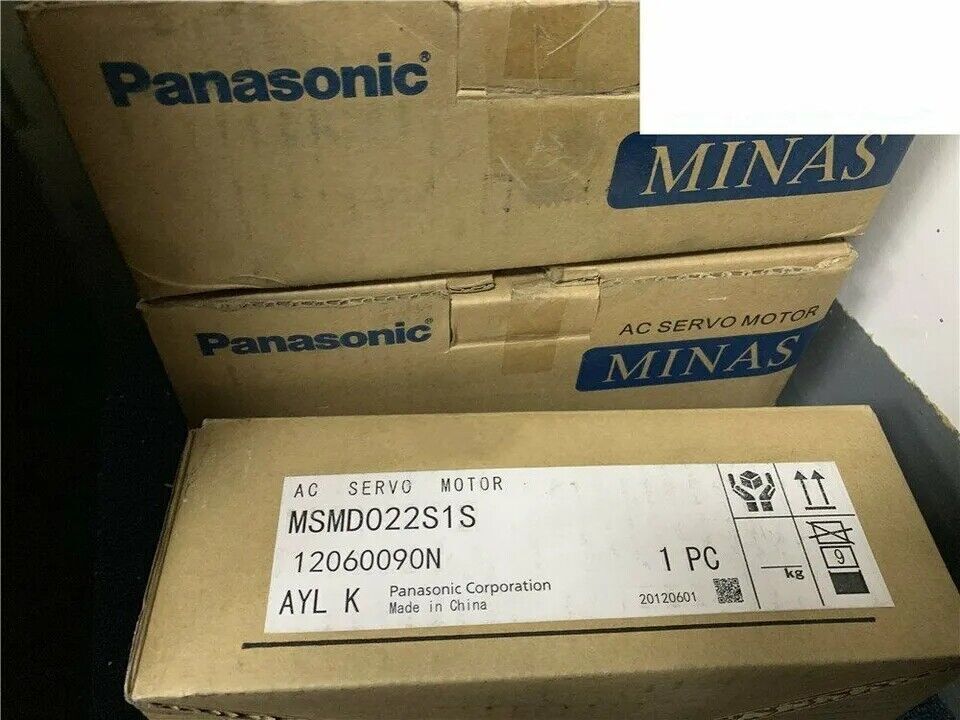 Panasonic®
MINAS
Panasonic®
AC SERVO MOTOR
MINAS
AC SERVO MOTOR
MSMD022S1S
12060090N
1 PC
AYL K
Panasonic Corporation
Made in China
20120601
kg
9